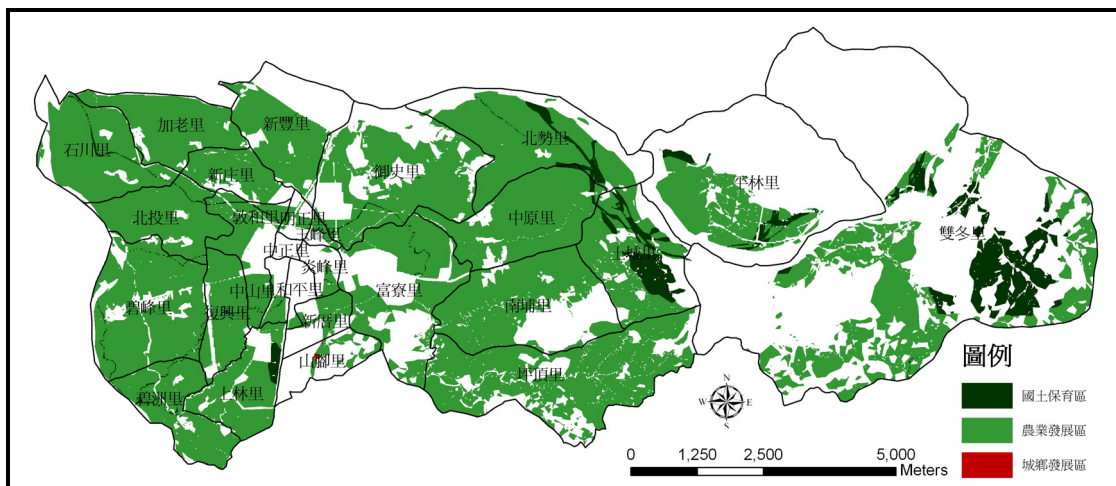 加老里
新豐里
北勢里
石川里
新庄里
御史里
平林里
北投里
敦和里
明正里
中原里
玉峰里
中正里
土城里
雙冬里
炎峰里
中山里
和平里
富寮里
碧峰里
復興里
新厝里
南埔里
山腳里
坪頂里
碧洲里
上林里
N
W
E
S
圖例
國土保育區
農業發展區
城鄉發展區
0 1,250 2,500 5,000
Meters